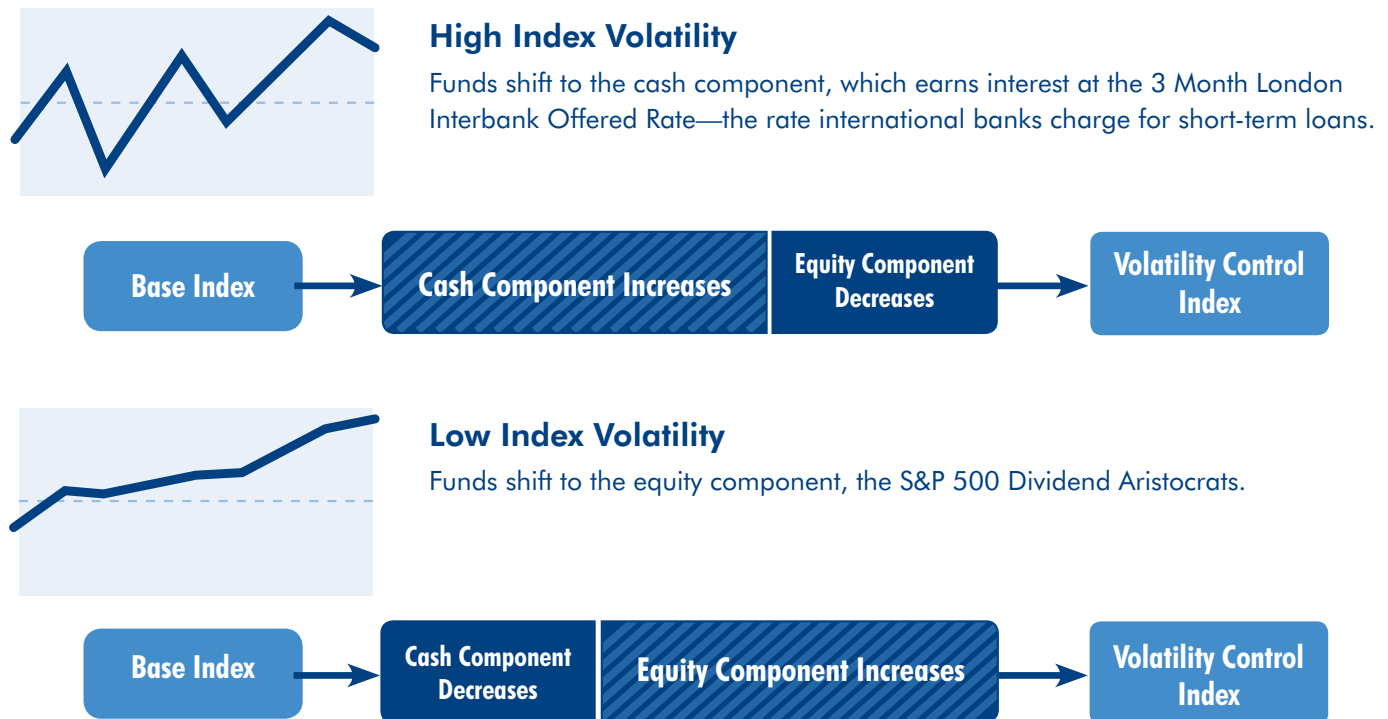 High Index Volatility
Funds shift to the cash component, which earns interest at the 3 Month London
Interbank Offered Rate—the rate international banks charge for short-term loans.
Base Index
Cash Component Increases
Equity Component
Decreases
Volatility Control
Index
Low Index Volatility
Funds shift to the equity component, the S&P 500 Dividend Aristocrats.
Base Index
Cash Component
Decreases
Equity Component Increases
Volatility Control
Index